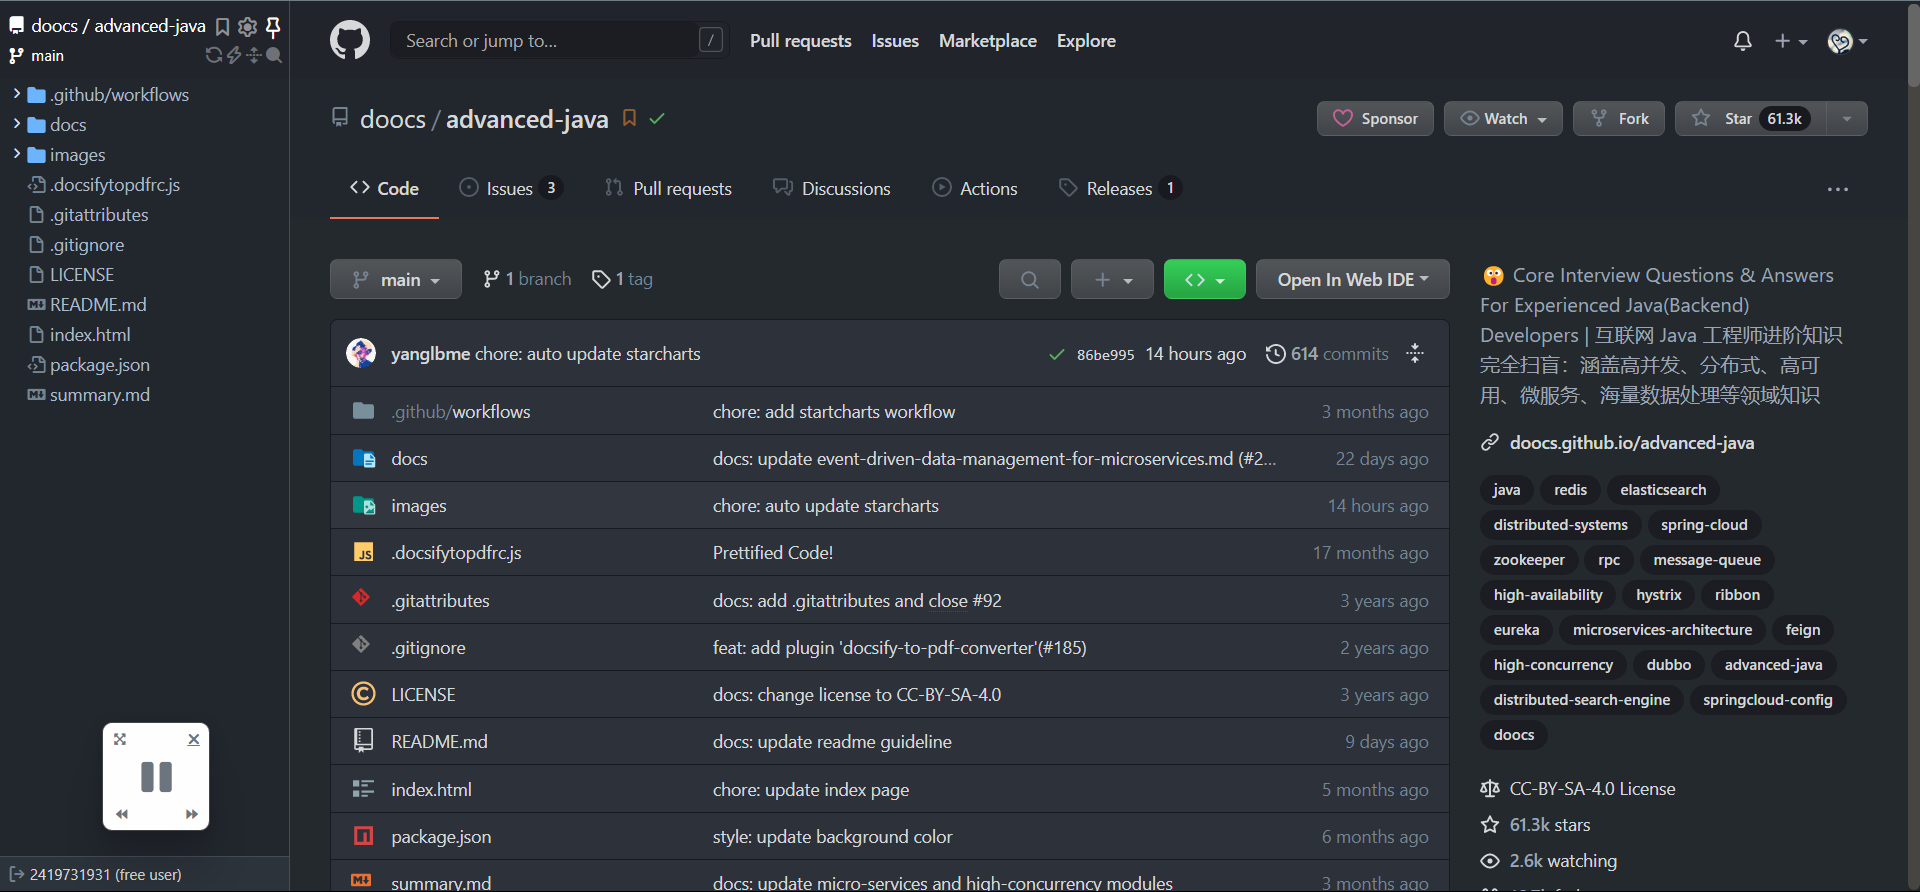 doocs / advanced-java
main
.github/workflows
docs
images
.docsifytopdfrc.js
.gitattributes
.gitignore
LICENSE
README.md
index.html
package.json
summary.md
2419731931 (free user)
Search or jump to...
/
Pull requests
Issues
Marketplace
Explore
doocs / advanced-java
Sponsor
Watch
Fork
Star 61.3k
Code
Issues 3
Pull requests
Discussions
Actions
Releases 1
main
1 branch
1 tag
Open In Web IDE
yanglbme chore: auto update starcharts
86be995 14 hours ago
614 commits
.github/workflows chore: add startcharts workflow 3 months ago
docs docs: update event-driven-data-management-for-microservices.md (#2... 22 days ago
images chore: auto update starcharts 14 hours ago
JS .docsifytopdfrc.js Prettified Code! 17 months ago
.gitattributes docs: add .gitattributes and close #92 3 years ago
.gitignore feat: add plugin 'docsify-to-pdf-converter'(#185) 2 years ago
LICENSE docs: change license to CC-BY-SA-4.0 3 years ago
README.md docs: update readme guideline 9 days ago
index.html chore: update index page 5 months ago
package.json style: update background color 6 months ago
summary.md docs: update micro-services and high-concurrency modules 3 months ago
😲 Core Interview Questions & Answers
For Experienced Java(Backend)
Developers | 互联网 Java 工程师进阶知识
完全扫盲：涵盖高并发、分布式、高可
用、微服务、海量数据处理等领域知识
doocs.github.io/advanced-java
java redis elasticsearch
distributed-systems spring-cloud
zookeeper rpc message-queue
high-availability hystrix ribbon
eureka microservices-architecture feign
high-concurrency dubbo advanced-java
distributed-search-engine springcloud-config
doocs
CC-BY-SA-4.0 License
61.3k stars
2.6k watching